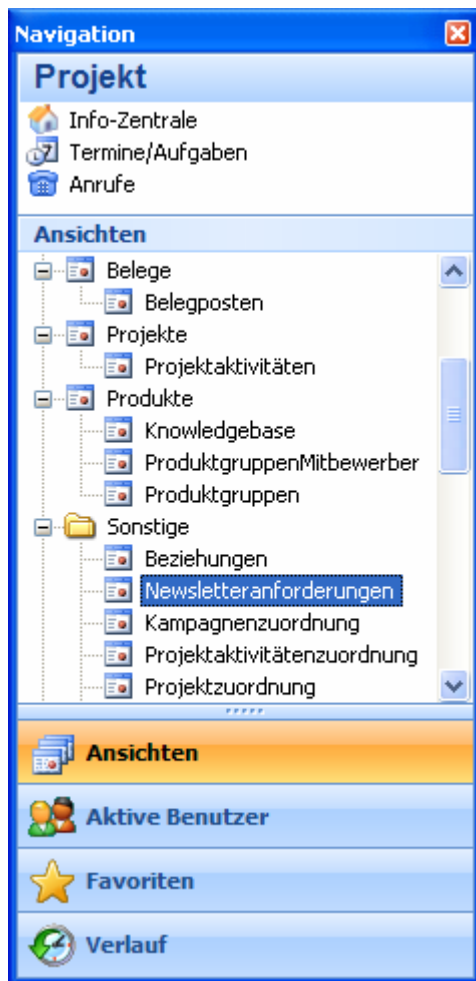 Navigation
Projekt
Info-Zentrale
Termine/Aufgaben
Anrufe
Ansichten
Belege
Belegposten
Projekte
Projektaktivitäten
Produkte
Knowledgebase
ProduktgruppenMitbewerber
Produktgruppen
Sonstige
Beziehungen
Newsletteranforderungen
Kampagnenzuordnung
Projektaktivitätenzuordnung
Projektzuordnung
Ansichten
Aktive Benutzer
Favoriten
Verlauf